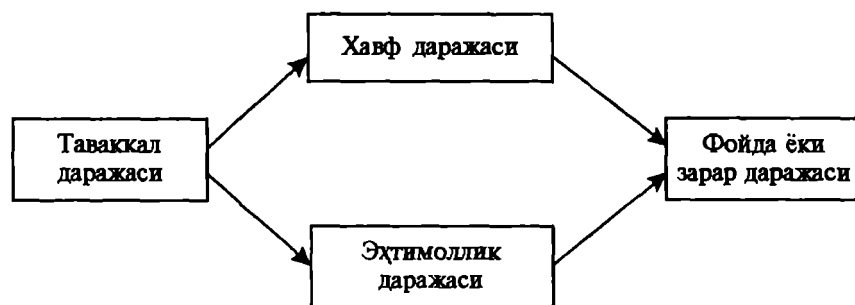 Хавф даражаси
Таваккал
даражаси
Фойда ёки
зарар даражаси
Эҳтимоллик
даражаси